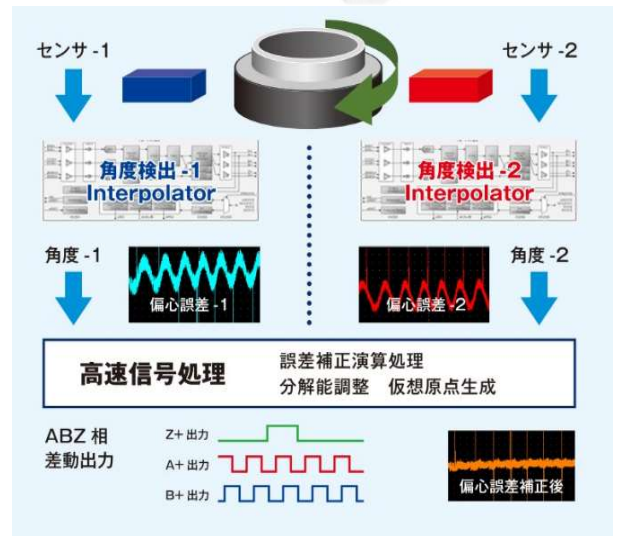 センサ-1
センサ-2
角度検出-1
Interpolator
角度検出-2
Interpolator
角度-1
偏心誤差-1
偏心誤差-2
角度-2
高速信号処理
誤差補正演算処理
分解能調整 仮想原点生成
ABZ 相
差動出力
Z+ 出力
A+ 出力
B+ 出力
偏心誤差補正後